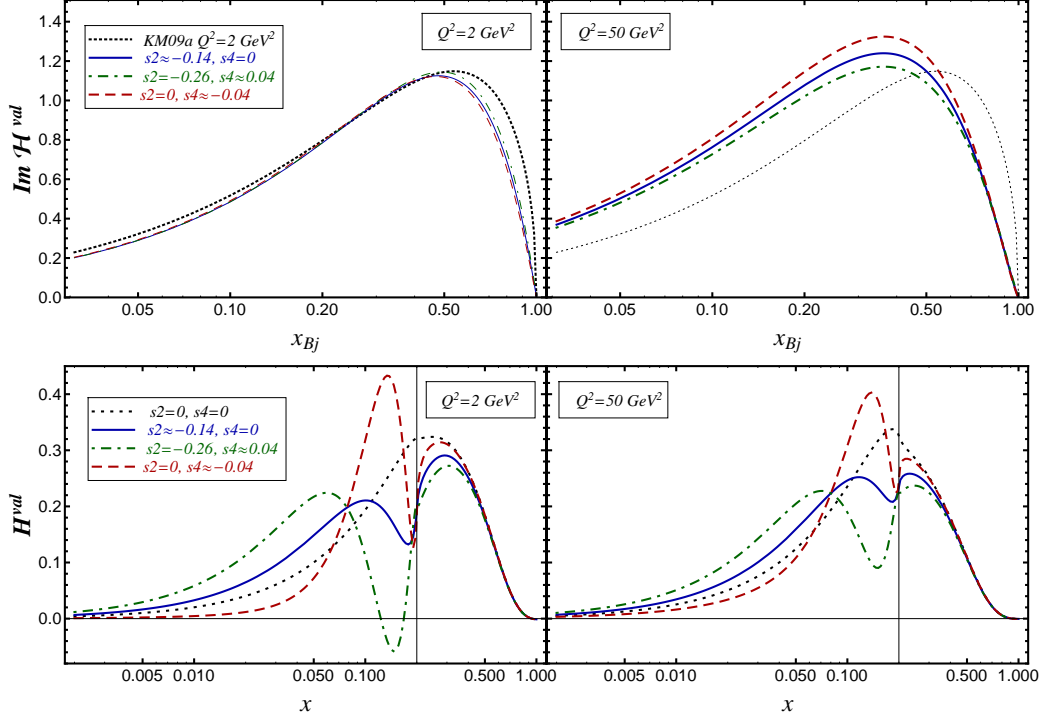 1.4
1.2
1.0
0.8
0.6
0.4
0.2
0.0
Im ℋ val
KM09a Q²=2 GeV²
s2≈−0.14, s4=0
s2=−0.26, s4≈0.04
s2=0, s4≈−0.04
Q²=2 GeV²
0.05 0.10 0.20 0.50 1.00
x_Bj
Q²=50 GeV²
0.05 0.10 0.20 0.50 1.00
x_Bj
0.4
0.3
0.2
0.1
0.0
H^val
s2=0, s4=0
s2≈−0.14, s4=0
s2=−0.26, s4≈0.04
s2=0, s4≈−0.04
Q²=2 GeV²
0.005 0.010 0.050 0.100 0.500 1.000
x
Q²=50 GeV²
0.005 0.010 0.050 0.100 0.500 1.000
x